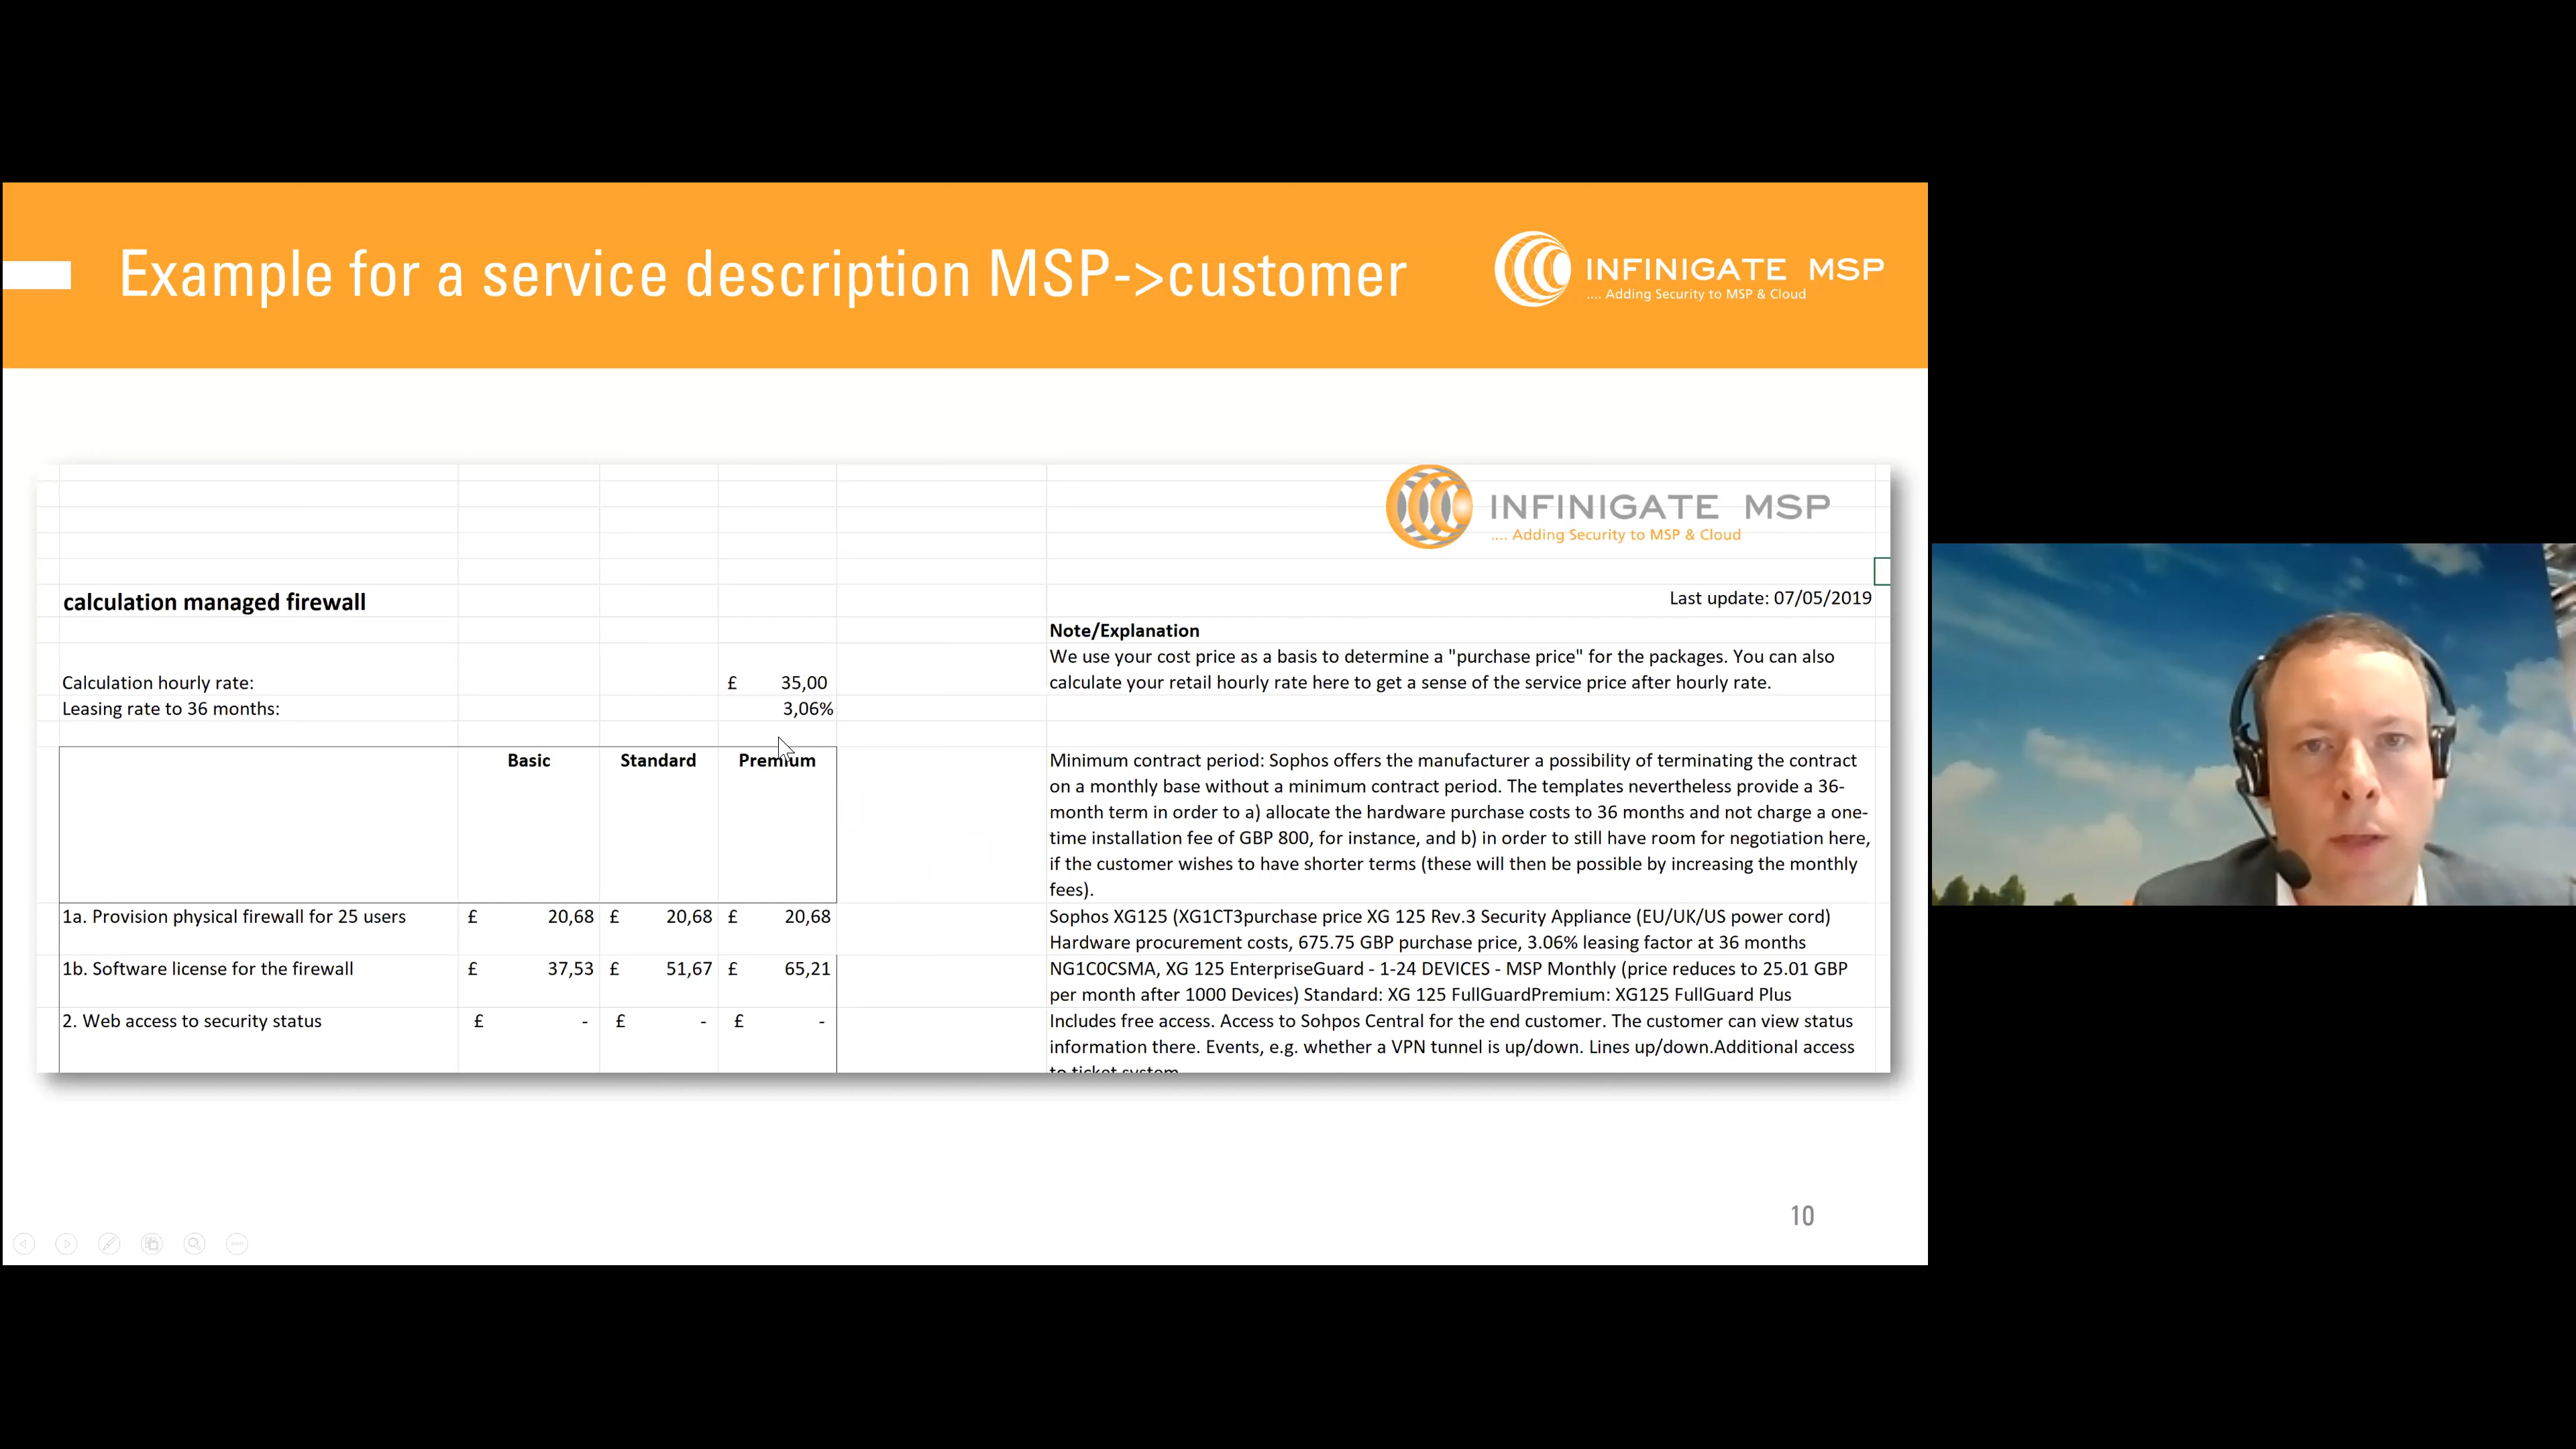 Example for a service description MSP->customer
INFINIGATE MSP
.... Adding Security to MSP & Cloud
INFINIGATE MSP
.... Adding Security to MSP & Cloud
calculation managed firewall
Last update: 07/05/2019
Note/Explanation
We use your cost price as a basis to determine a "purchase price" for the packages. You can also
Calculation hourly rate: £ 35,00 calculate your retail hourly rate here to get a sense of the service price after hourly rate.
Leasing rate to 36 months: 3,06%
Basic Standard Premium Minimum contract period: Sophos offers the manufacturer a possibility of terminating the contract
on a monthly base without a minimum contract period. The templates nevertheless provide a 36-
month term in order to a) allocate the hardware purchase costs to 36 months and not charge a one-
time installation fee of GBP 800, for instance, and b) in order to still have room for negotiation here,
if the customer wishes to have shorter terms (these will then be possible by increasing the monthly
fees).
1a. Provision physical firewall for 25 users £ 20,68 £ 20,68 £ 20,68 Sophos XG125 (XG1CT3purchase price XG 125 Rev.3 Security Appliance (EU/UK/US power cord)
Hardware procurement costs, 675.75 GBP purchase price, 3.06% leasing factor at 36 months
1b. Software license for the firewall £ 37,53 £ 51,67 £ 65,21 NG1C0CSMA, XG 125 EnterpriseGuard - 1-24 DEVICES - MSP Monthly (price reduces to 25.01 GBP
per month after 1000 Devices) Standard: XG 125 FullGuardPremium: XG125 FullGuard Plus
2. Web access to security status £ - £ - £ - Includes free access. Access to Sohpos Central for the end customer. The customer can view status
information there. Events, e.g. whether a VPN tunnel is up/down. Lines up/down.Additional access
to ticket system
10